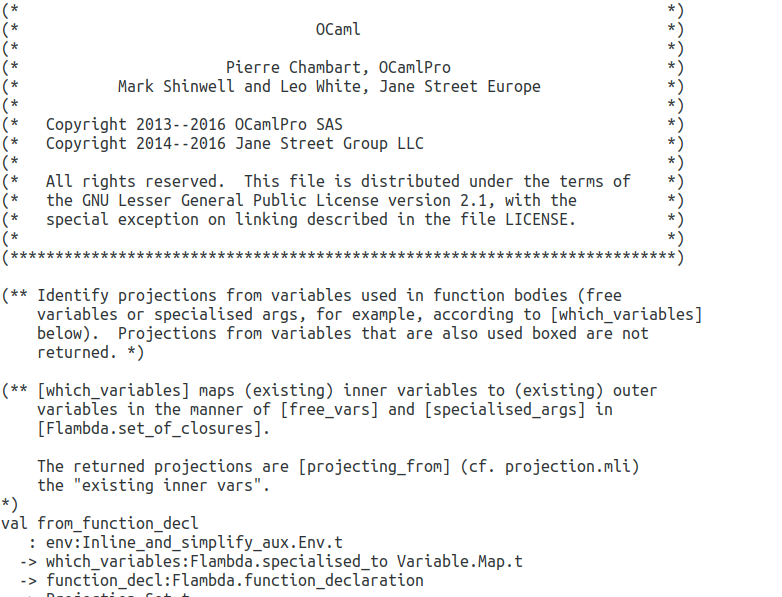 (*                                                                        *)
(*                                 OCaml                                  *)
(*                                                                        *)
(*                       Pierre Chambart, OCamlPro                        *)
(*           Mark Shinwell and Leo White, Jane Street Europe              *)
(*                                                                        *)
(*   Copyright 2013--2016 OCamlPro SAS                                    *)
(*   Copyright 2014--2016 Jane Street Group LLC                           *)
(*                                                                        *)
(*   All rights reserved.  This file is distributed under the terms of    *)
(*   the GNU Lesser General Public License version 2.1, with the          *)
(*   special exception on linking described in the file LICENSE.          *)
(*                                                                        *)
(**************************************************************************)

(** Identify projections from variables used in function bodies (free
    variables or specialised args, for example, according to [which_variables]
    below).  Projections from variables that are also used boxed are not
    returned. *)

(** [which_variables] maps (existing) inner variables to (existing) outer
    variables in the manner of [free_vars] and [specialised_args] in
    [Flambda.set_of_closures].

    The returned projections are [projecting_from] (cf. projection.mli)
    the "existing inner vars".
*)
val from_function_decl
   : env:Inline_and_simplify_aux.Env.t
  -> which_variables:Flambda.specialised_to Variable.Map.t
  -> function_decl:Flambda.function_declaration
  -> Projection.Set.t